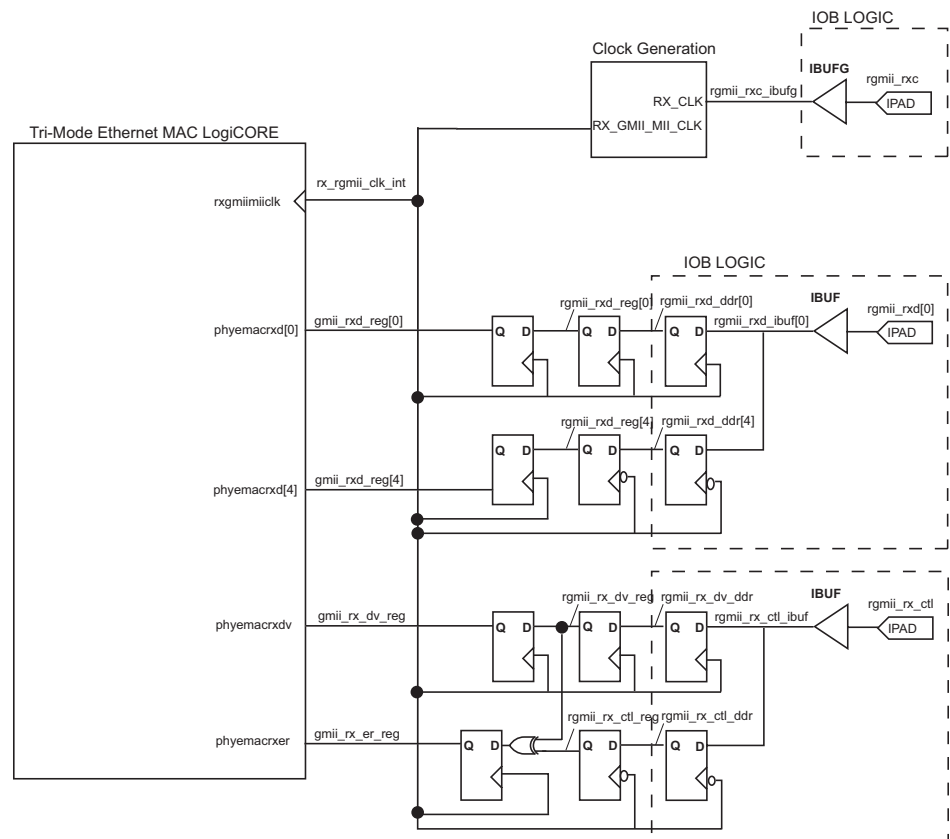 IOB LOGIC
Clock Generation
IBUFG
rgmii_rxc
rgmii_rxc_ibufg
RX_CLK
IPAD
RX_GMII_MII_CLK
Tri-Mode Ethernet MAC LogiCORE
rx_rgmii_clk_int
rxgmiimiiclk
IOB LOGIC
rgmii_rxd_reg[0]
rgmii_rxd_ddr[0]
IBUF
rgmii_rxd[0]
phyemacrxd[0]
gmii_rxd_reg[0]
Q D
Q D
Q D
rgmii_rxd_ibuf[0]
IPAD
rgmii_rxd_reg[4]
rgmii_rxd_ddr[4]
Q D
Q D
Q D
phyemacrxd[4]
gmii_rxd_reg[4]
rgmii_rx_dv_reg
rgmii_rx_dv_ddr
IBUF
rgmii_rx_ctl
phyemacrxdv
gmii_rx_dv_reg
Q D
Q D
Q D
rgmii_rx_ctl_ibuf
IPAD
rgmii_rx_ctl_reg
rgmii_rx_ctl_ddr
phyemacrxer
gmii_rx_er_reg
Q D
Q D
Q D